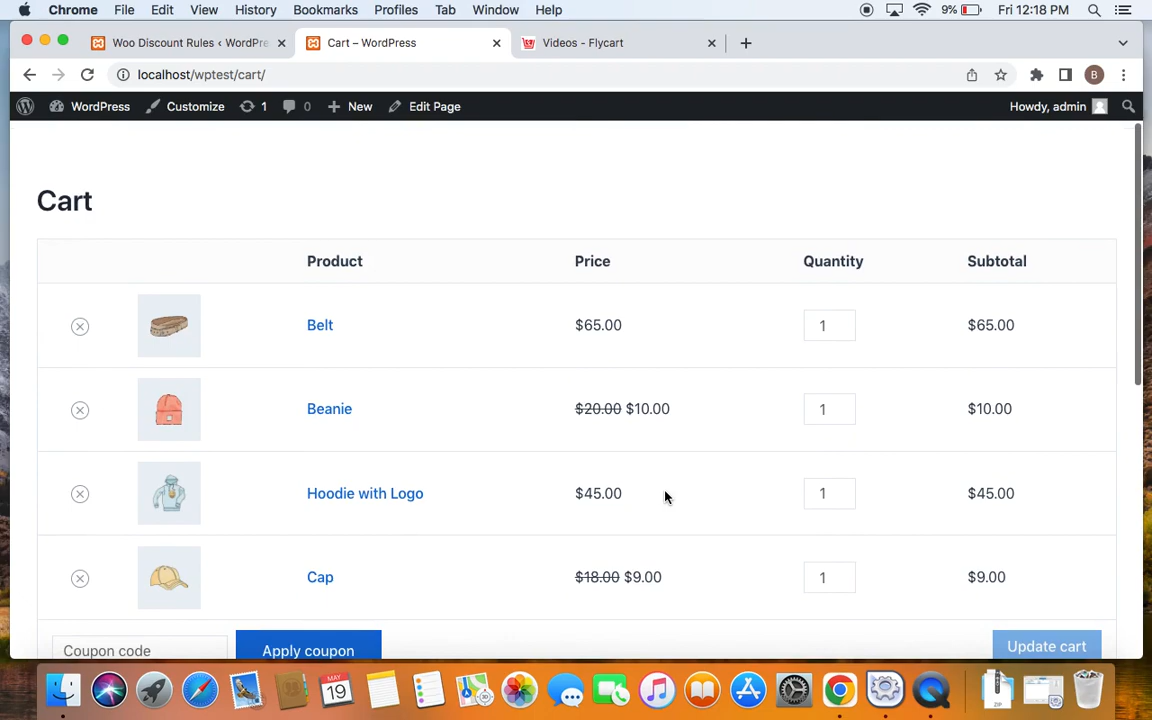 Chrome File Edit View History Bookmarks Profiles Tab Window Help 9% Fri 12:18 PM
Woo Discount Rules ‹ WordPre Cart – WordPress Videos - Flycart
localhost/wptest/cart/ B
WordPress Customize 1 0 New Edit Page Howdy, admin
Cart
Product Price Quantity Subtotal
Belt $65.00 1 $65.00
Beanie $20.00 $10.00 1 $10.00
Hoodie with Logo $45.00 1 $45.00
Cap $18.00 $9.00 1 $9.00
Coupon code Apply coupon Update cart
MAY
19
ZIP